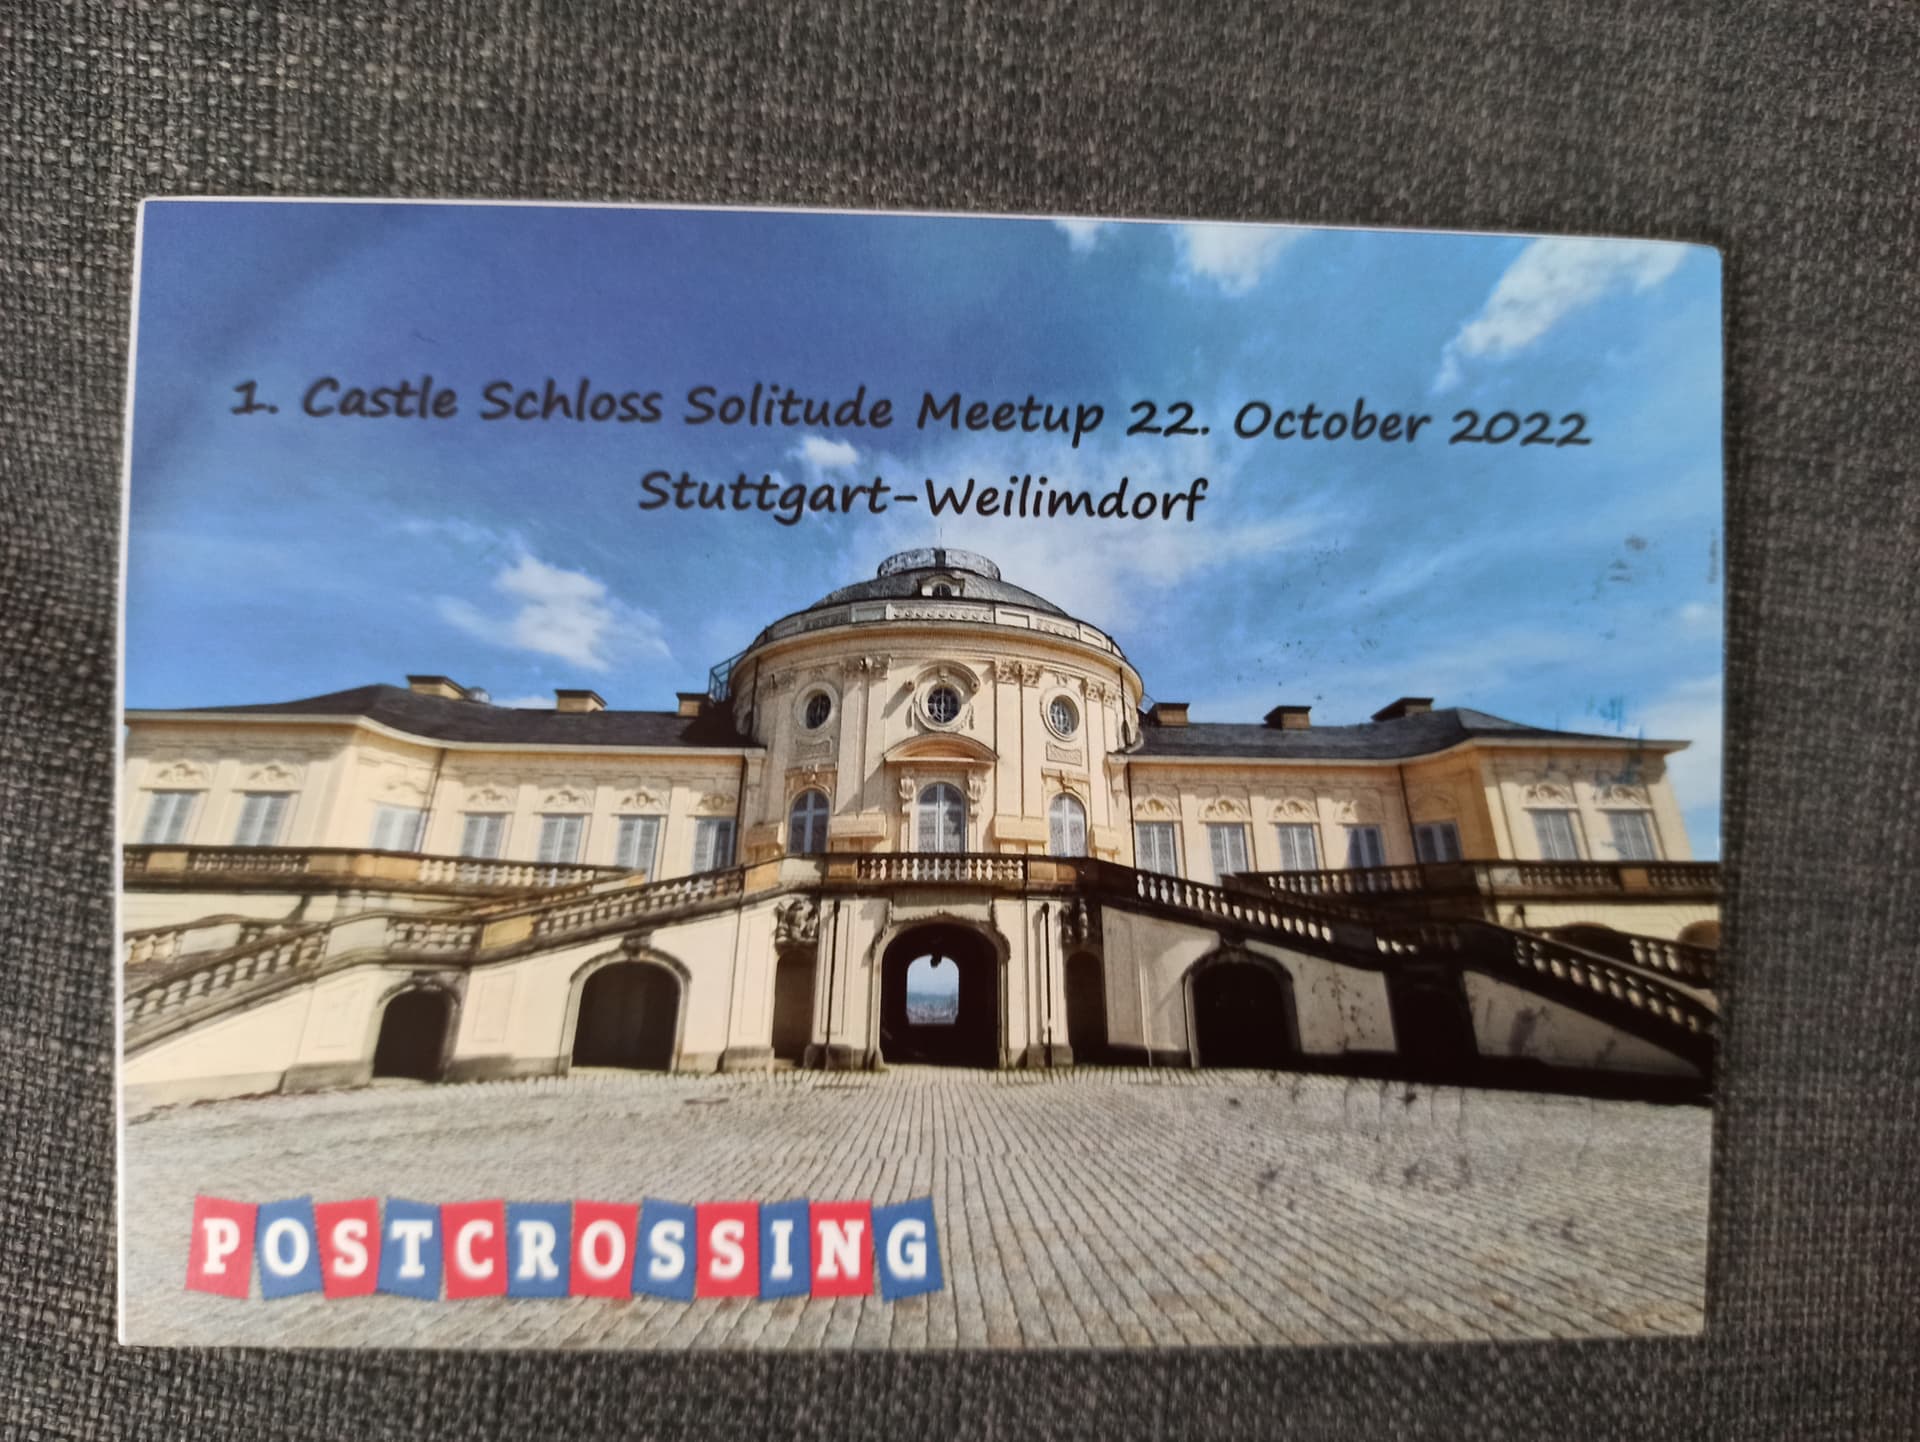 1. Castle Schloss Solitude Meetup 22. October 2022
Stuttgart-Weilimdorf
POSTCROSSING